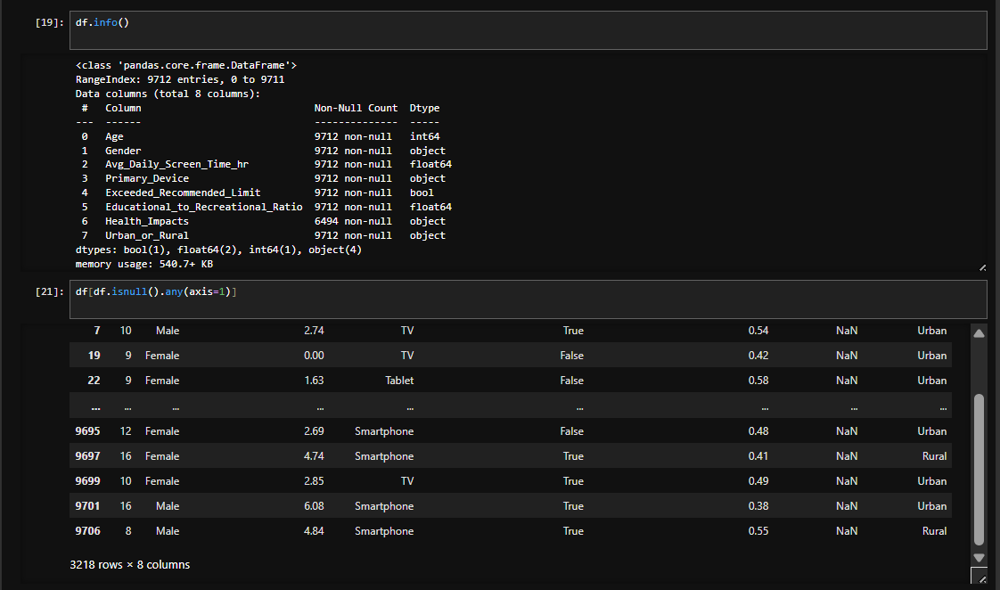 [19]: df.info()
<class 'pandas.core.frame.DataFrame'>
RangeIndex: 9712 entries, 0 to 9711
Data columns (total 8 columns):
 #   Column                             Non-Null Count  Dtype
---  ------                             --------------  -----
 0   Age                                9712 non-null   int64
 1   Gender                             9712 non-null   object
 2   Avg_Daily_Screen_Time_hr           9712 non-null   float64
 3   Primary_Device                     9712 non-null   object
 4   Exceeded_Recommended_Limit         9712 non-null   bool
 5   Educational_to_Recreational_Ratio  9712 non-null   float64
 6   Health_Impacts                     6494 non-null   object
 7   Urban_or_Rural                     9712 non-null   object
dtypes: bool(1), float64(2), int64(1), object(4)
memory usage: 540.7+ KB
[21]: df[df.isnull().any(axis=1)]
7 10 Male 2.74 TV True 0.54 NaN Urban
19 9 Female 0.00 TV False 0.42 NaN Urban
22 9 Female 1.63 Tablet False 0.58 NaN Urban
... ... ... ... ... ... ... ... ...
9695 12 Female 2.69 Smartphone False 0.48 NaN Urban
9697 16 Female 4.74 Smartphone True 0.41 NaN Rural
9699 10 Female 2.85 TV True 0.49 NaN Urban
9701 16 Male 6.08 Smartphone True 0.38 NaN Urban
9706 8 Male 4.84 Smartphone True 0.55 NaN Rural
3218 rows × 8 columns